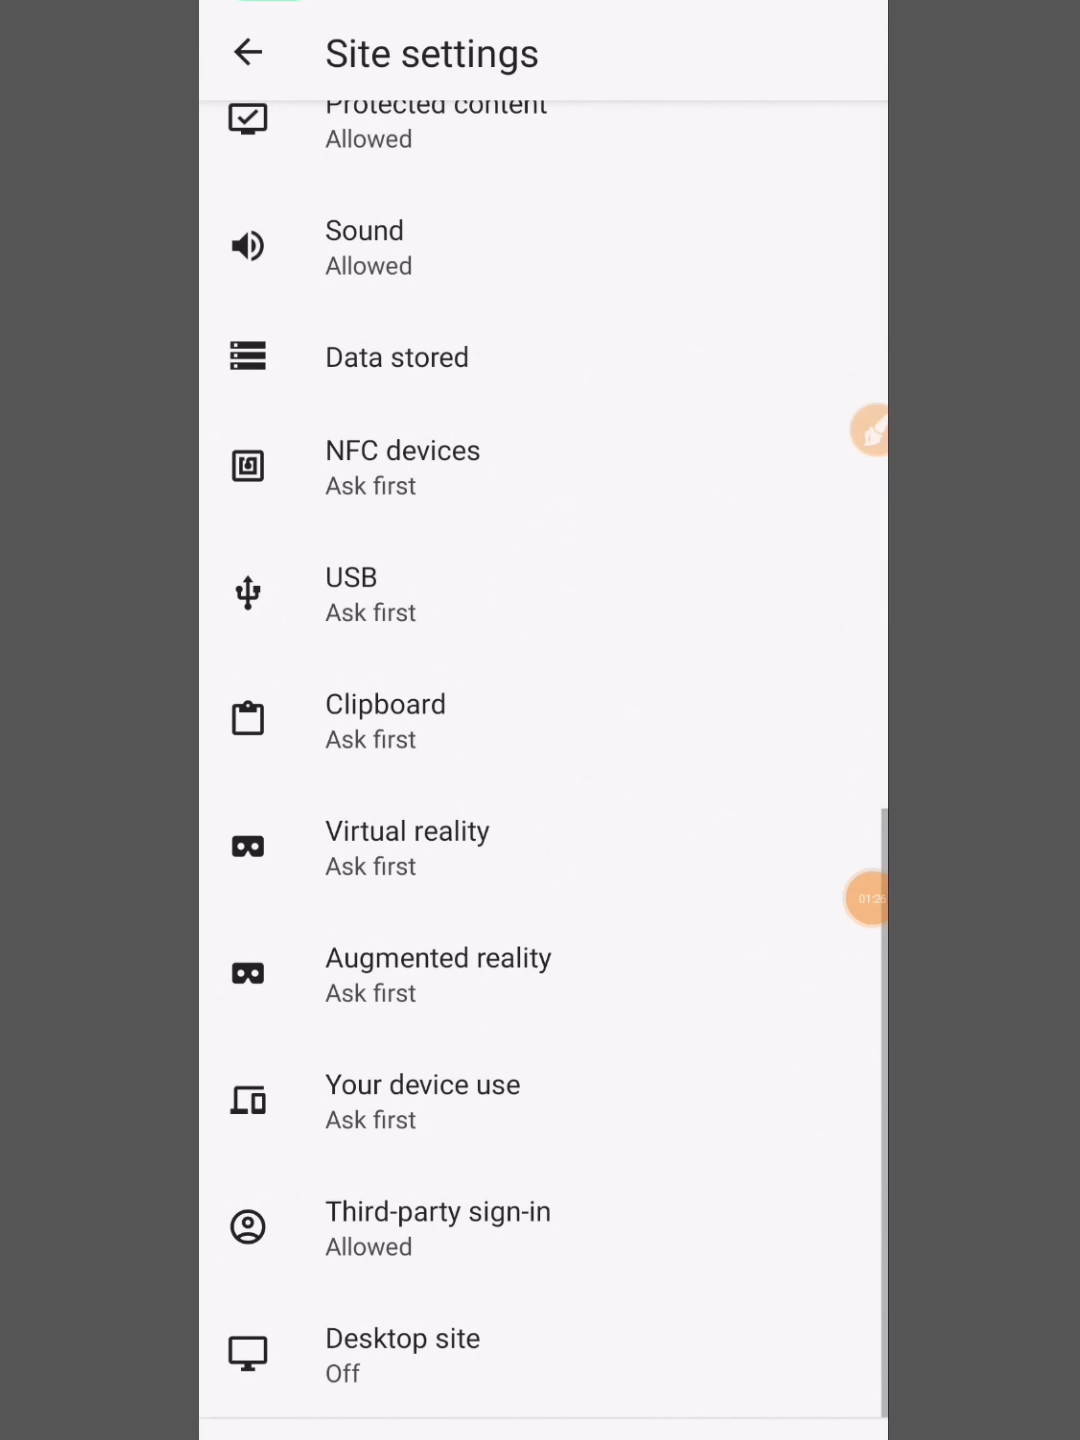 Site settings
Protected content
Allowed
Sound
Allowed
Data stored
NFC devices
Ask first
USB
Ask first
Clipboard
Ask first
Virtual reality
Ask first
01:26
Augmented reality
Ask first
Your device use
Ask first
Third-party sign-in
Allowed
Desktop site
Off